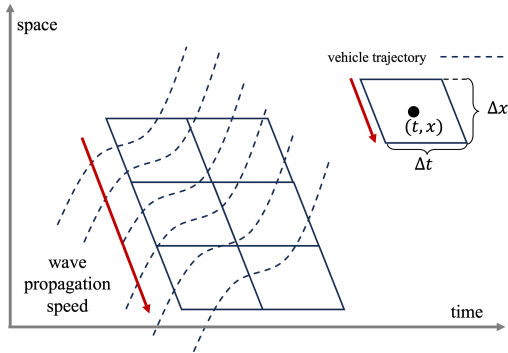 space
vehicle trajectory
Δx
(t, x)
Δt
wave
propagation
speed
time